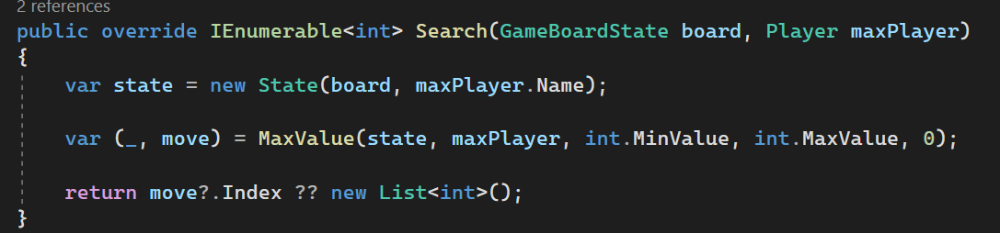 2 references
public override IEnumerable<int> Search(GameBoardState board, Player maxPlayer)
{
var state = new State(board, maxPlayer.Name);
var (_, move) = MaxValue(state, maxPlayer, int.MinValue, int.MaxValue, 0);
return move?.Index ?? new List<int>();
}